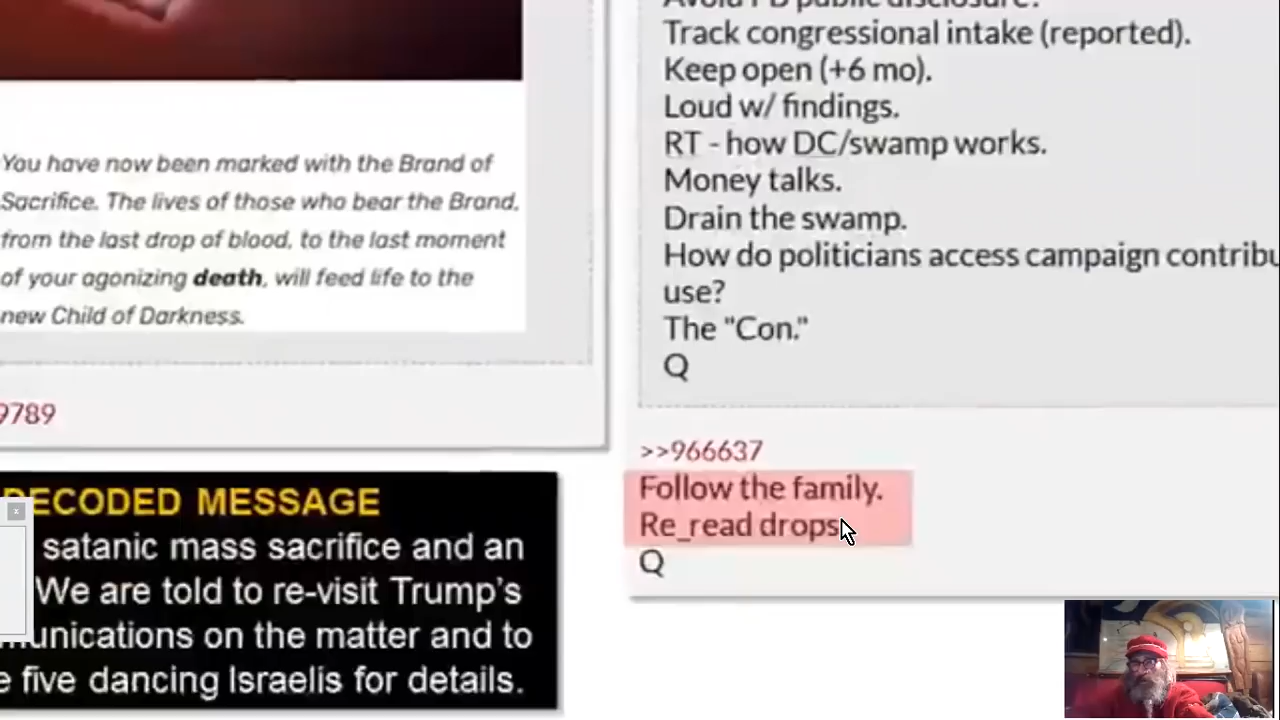 You have now been marked with the Brand of
Sacrifice. The lives of those who bear the Brand,
from the last drop of blood, to the last moment
of your agonizing death, will feed life to the
new Child of Darkness.
9789
DECODED MESSAGE
satanic mass sacrifice and an
We are told to re-visit Trump's
unications on the matter and to
e five dancing Israelis for details.
Avoid FB public disclosure.
Track congressional intake (reported).
Keep open (+6 mo).
Loud w/ findings.
RT - how DC/swamp works.
Money talks.
Drain the swamp.
How do politicians access campaign contribu
use?
The "Con."
Q
>>966637
Follow the family.
Re_read drops
Q